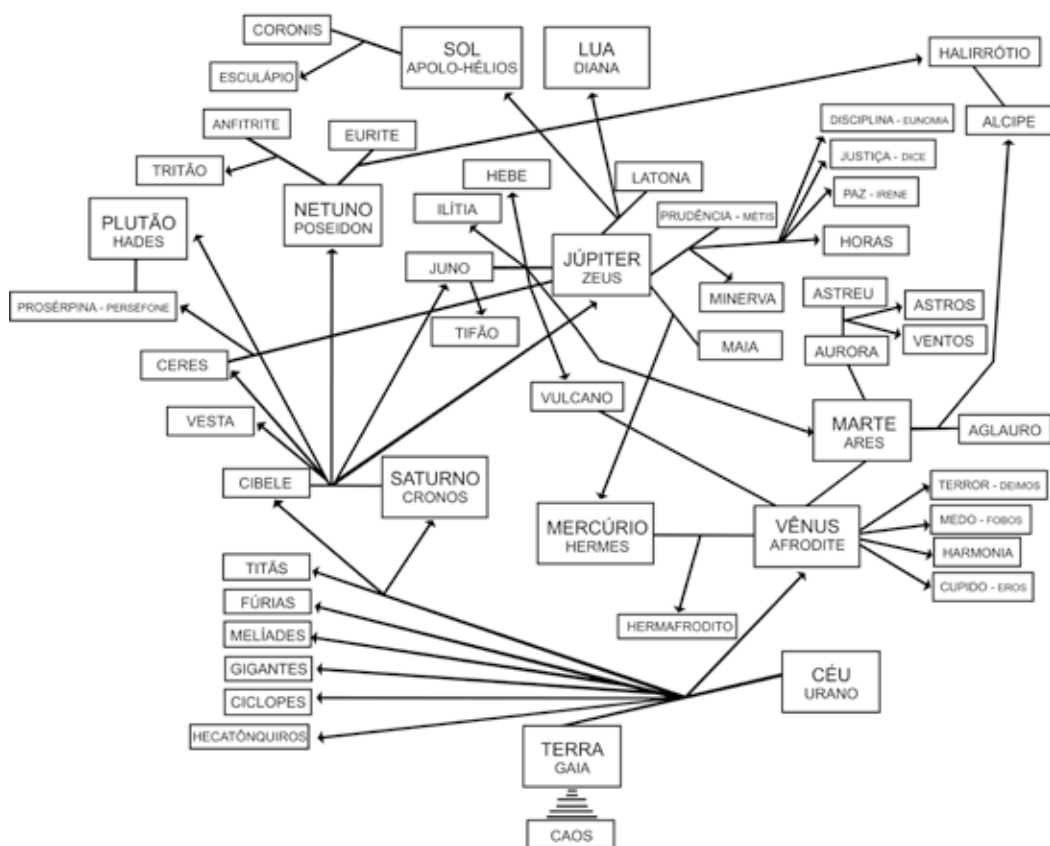 CORONIS
SOL
APOLO-HÉLIOS
LUA
DIANA
HALIRRÓTIO
ESCULÁPIO
ANFITRITE
EURITE
DISCIPLINA - EUNOMIA
ALCIPE
TRITÃO
HEBE
LATONA
JUSTIÇA - DICE
PLUTÃO
HADES
NETUNO
POSEIDON
ILÍTIA
PRUDÊNCIA - MÉTIS
PAZ - IRENE
HORAS
JUNO
JÚPITER
ZEUS
PROSÉRPINA - PERSÉFONE
MINERVA
ASTREU
ASTROS
TIFÃO
VENTOS
CERES
MAIA
AURORA
VULCANO
VESTA
MARTE
ARES
AGLAURO
CIBELE
SATURNO
CRONOS
TERROR - DEIMOS
MERCÚRIO
HERMES
VÊNUS
AFRODITE
MEDO - FOBOS
HARMONIA
TITÃS
CUPIDO - EROS
FÚRIAS
HERMAFRODITO
MELÍADES
GIGANTES
CÉU
URANO
CICLOPES
HECATÔNQUIROS
TERRA
GAIA
CAOS